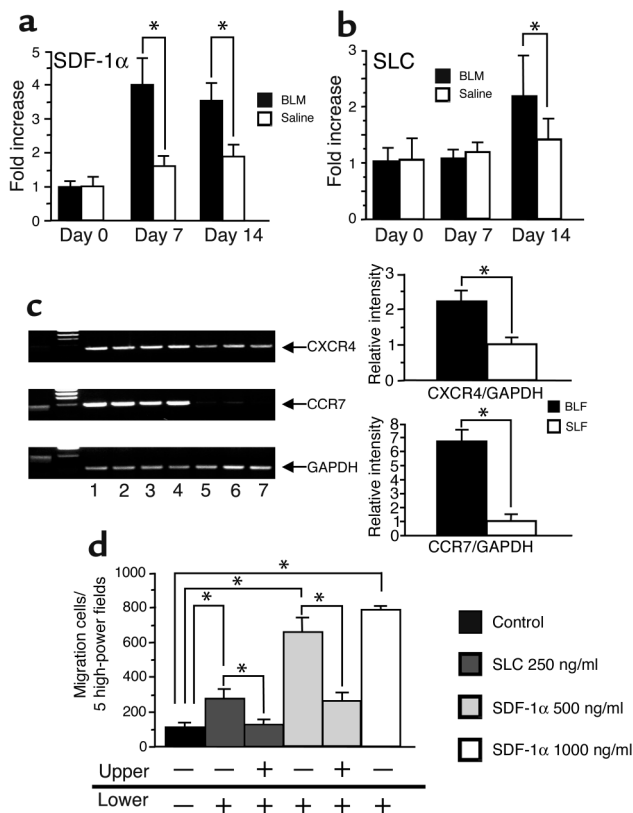 a
SDF-1α
*
*
Fold increase
5
4
3
2
1
0
BLM
Saline
Day 0
Day 7
Day 14
b
SLC
*
Fold increase
3
2
1
0
BLM
Saline
Day 0
Day 7
Day 14
c
CXCR4
CCR7
GAPDH
1 2 3 4 5 6 7
Relative intensity
3
2
1
0
*
CXCR4/GAPDH
BLF
SLF
Relative intensity
8
7
6
5
4
3
2
1
0
*
CCR7/GAPDH
d
Migration cells/
5 high-power fields
1000
800
600
400
200
0
*
*
*
*
*
Upper — — + — + —
Lower — + + + + +
Control
SLC 250 ng/ml
SDF-1α 500 ng/ml
SDF-1α 1000 ng/ml